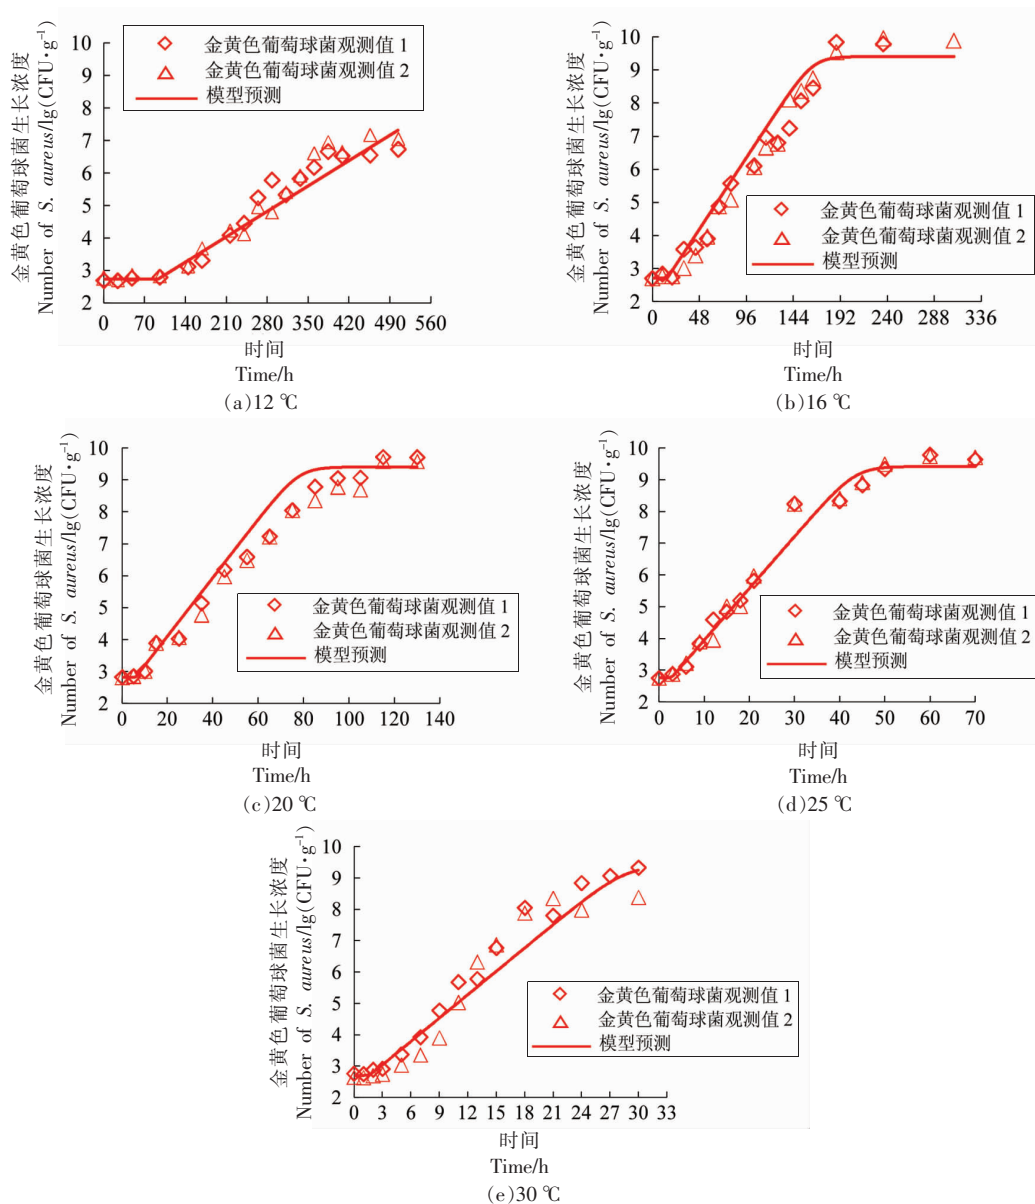 金黄色葡萄球菌生长浓度
Number of S. aureus/lg(CFU·g⁻¹)
10
9
8
7
6
5
4
3
2
金黄色葡萄球菌观测值 1
金黄色葡萄球菌观测值 2
模型预测
0 70 140 210 280 350 420 490 560
时间
Time/h
(a)12 ℃
金黄色葡萄球菌生长浓度
Number of S. aureus/lg(CFU·g⁻¹)
10
9
8
7
6
5
4
3
2
金黄色葡萄球菌观测值 1
金黄色葡萄球菌观测值 2
模型预测
0 48 96 144 192 240 288 336
时间
Time/h
(b)16 ℃
金黄色葡萄球菌生长浓度
Number of S. aureus/lg(CFU·g⁻¹)
10
9
8
7
6
5
4
3
2
金黄色葡萄球菌观测值 1
金黄色葡萄球菌观测值 2
模型预测
0 20 40 60 80 100 120 140
时间
Time/h
(c)20 ℃
金黄色葡萄球菌生长浓度
Number of S. aureus/lg(CFU·g⁻¹)
10
9
8
7
6
5
4
3
2
金黄色葡萄球菌观测值 1
金黄色葡萄球菌观测值 2
模型预测
0 10 20 30 40 50 60 70
时间
Time/h
(d)25 ℃
金黄色葡萄球菌生长浓度
Number of S. aureus/lg(CFU·g⁻¹)
10
9
8
7
6
5
4
3
2
金黄色葡萄球菌观测值 1
金黄色葡萄球菌观测值 2
模型预测
0 3 6 9 12 15 18 21 24 27 30 33
时间
Time/h
(e)30 ℃